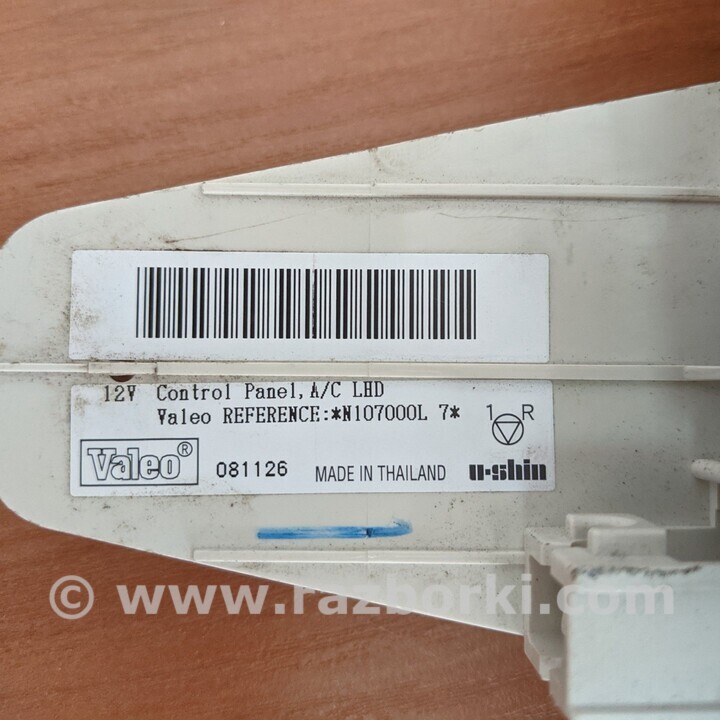 12V Control Panel, A/C LHD
Valeo REFERENCE:*N107000L 7*
1 R
Valeo® 081126 MADE IN THAILAND u-shin
© www.razborki.com